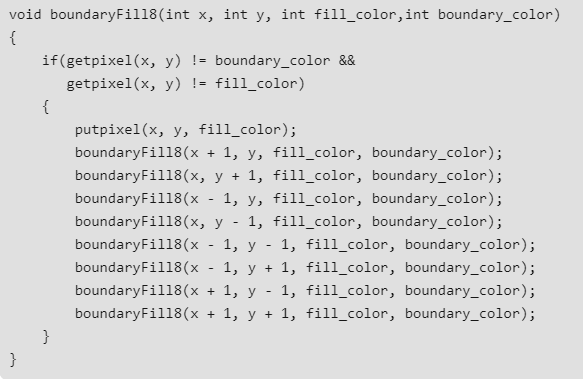 void boundaryFill8(int x, int y, int fill_color,int boundary_color)
{
    if(getpixel(x, y) != boundary_color &&
       getpixel(x, y) != fill_color)
    {
        putpixel(x, y, fill_color);
        boundaryFill8(x + 1, y, fill_color, boundary_color);
        boundaryFill8(x, y + 1, fill_color, boundary_color);
        boundaryFill8(x - 1, y, fill_color, boundary_color);
        boundaryFill8(x, y - 1, fill_color, boundary_color);
        boundaryFill8(x - 1, y - 1, fill_color, boundary_color);
        boundaryFill8(x - 1, y + 1, fill_color, boundary_color);
        boundaryFill8(x + 1, y - 1, fill_color, boundary_color);
        boundaryFill8(x + 1, y + 1, fill_color, boundary_color);
    }
}